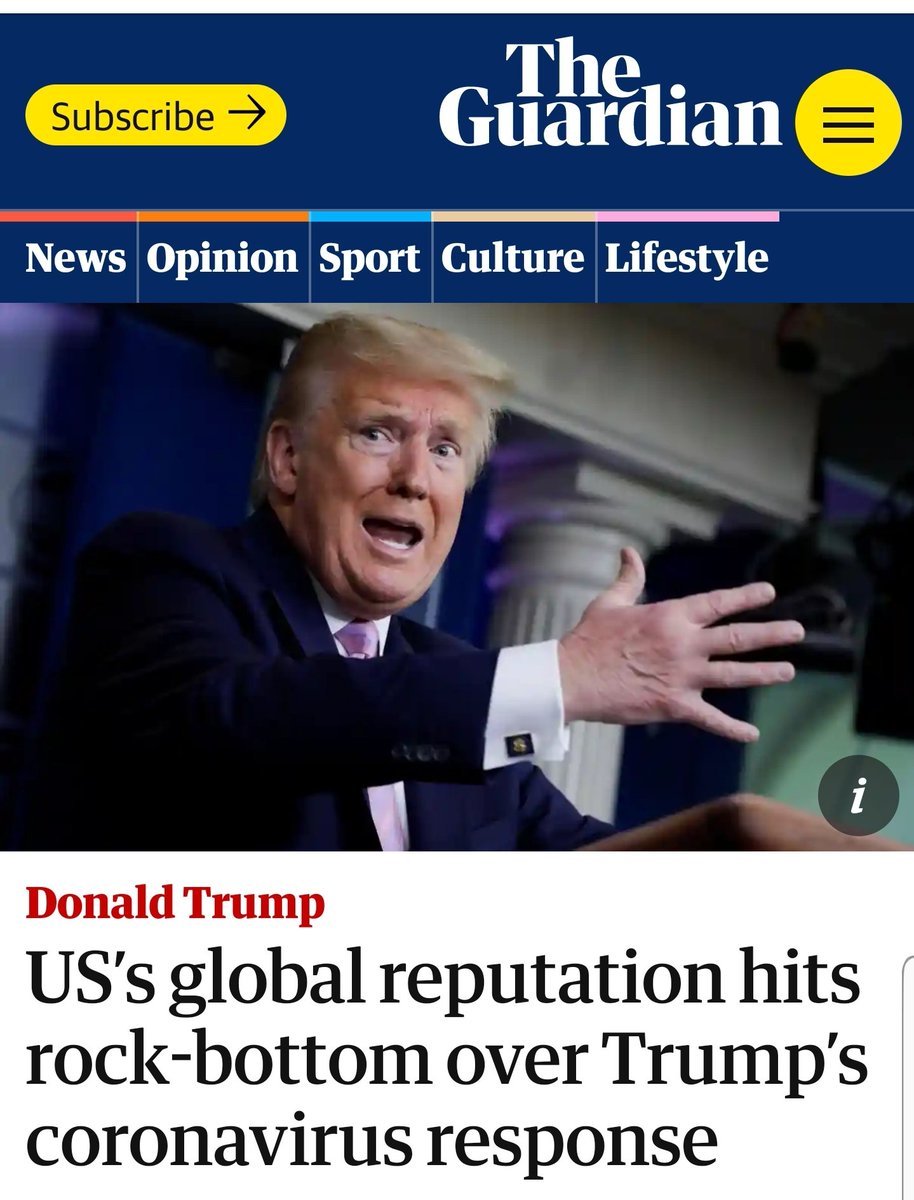 Subscribe →
The
Guardian
News Opinion Sport Culture Lifestyle
i
Donald Trump
US’s global reputation hits
rock-bottom over Trump’s
coronavirus response